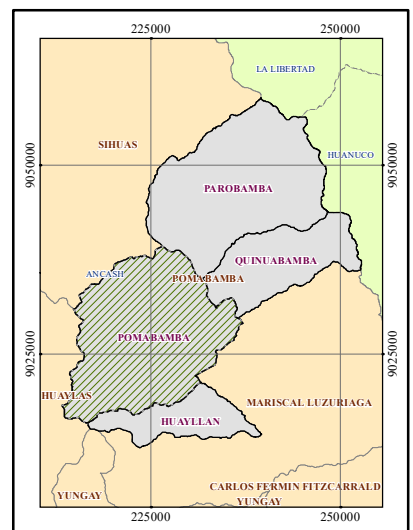 225000 250000
LA LIBERTAD
SIHUAS
HUANUCO
9050000 9050000
PAROBAMBA
QUINUABAMBA
ANCASH
POMABAMBA
POMABAMBA
9025000 9025000
HUAYLAS
MARISCAL LUZURIAGA
HUAYLLAN
CARLOS FERMIN FITZCARRALD
YUNGAY
YUNGAY
225000 250000